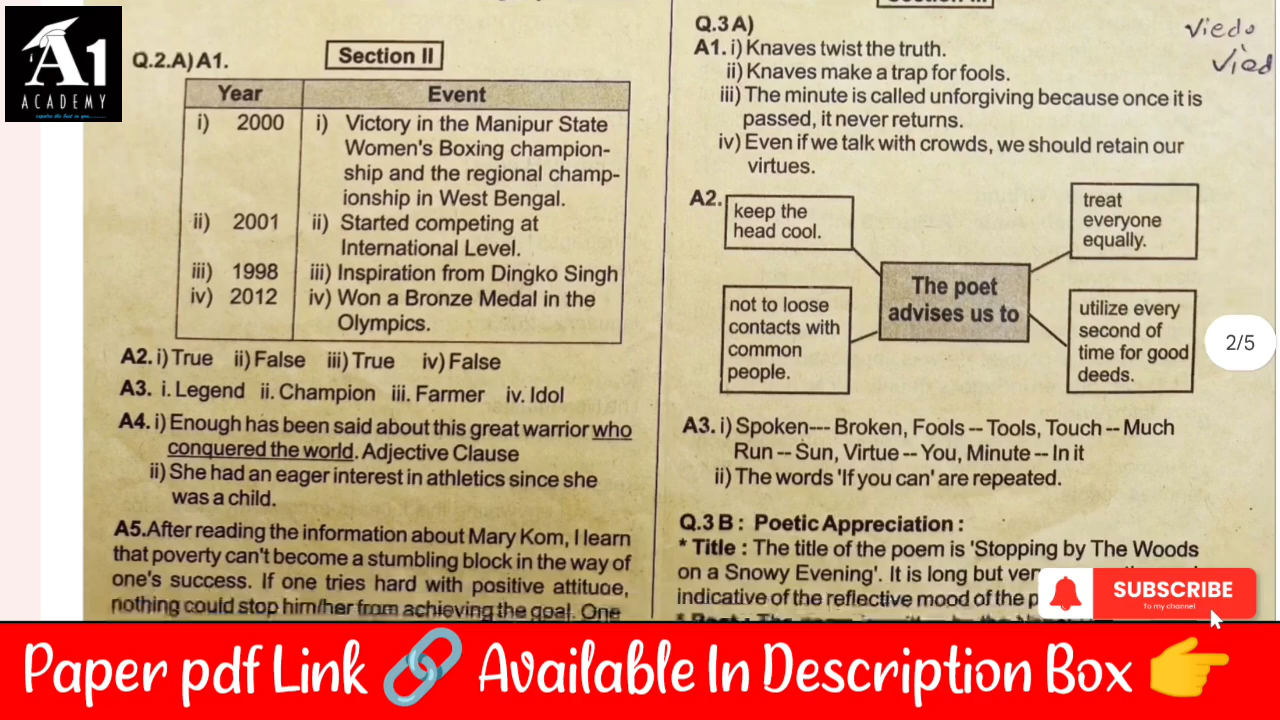 A1
ACADEMY
Q.2.A) A1.
Section II
Year Event
i) 2000 i) Victory in the Manipur State
Women's Boxing champion-
ship and the regional champ-
ionship in West Bengal.
ii) 2001 ii) Started competing at
International Level.
iii) 1998 iii) Inspiration from Dingko Singh
iv) 2012 iv) Won a Bronze Medal in the
Olympics.
A2. i) True ii) False iii) True iv) False
A3. i. Legend ii. Champion iii. Farmer iv. Idol
A4. i) Enough has been said about this great warrior who
conquered the world. Adjective Clause
ii) She had an eager interest in athletics since she
was a child.
A5.After reading the information about Mary Kom, I learn
that poverty can't become a stumbling block in the way of
one's success. If one tries hard with positive attitude,
nothing could stop him/her from achieving the goal. One
Q.3 A)
A1. i) Knaves twist the truth.
ii) Knaves make a trap for fools.
iii) The minute is called unforgiving because once it is
passed, it never returns.
iv) Even if we talk with crowds, we should retain our
virtues.
A2.
keep the
head cool.
treat
everyone
equally.
The poet
advises us to
not to loose
contacts with
common
people.
utilize every
second of
time for good
deeds.
A3. i) Spoken--- Broken, Fools -- Tools, Touch -- Much
Run -- Sun, Virtue -- You, Minute -- In it
ii) The words 'If you can' are repeated.
Q.3 B : Poetic Appreciation :
* Title : The title of the poem is 'Stopping by The Woods
on a Snowy Evening'. It is long but
indicative of the reflective mood of the
2/5
SUBSCRIBE
To my channel
Paper pdf Link 🔗 Available In Description Box 👉